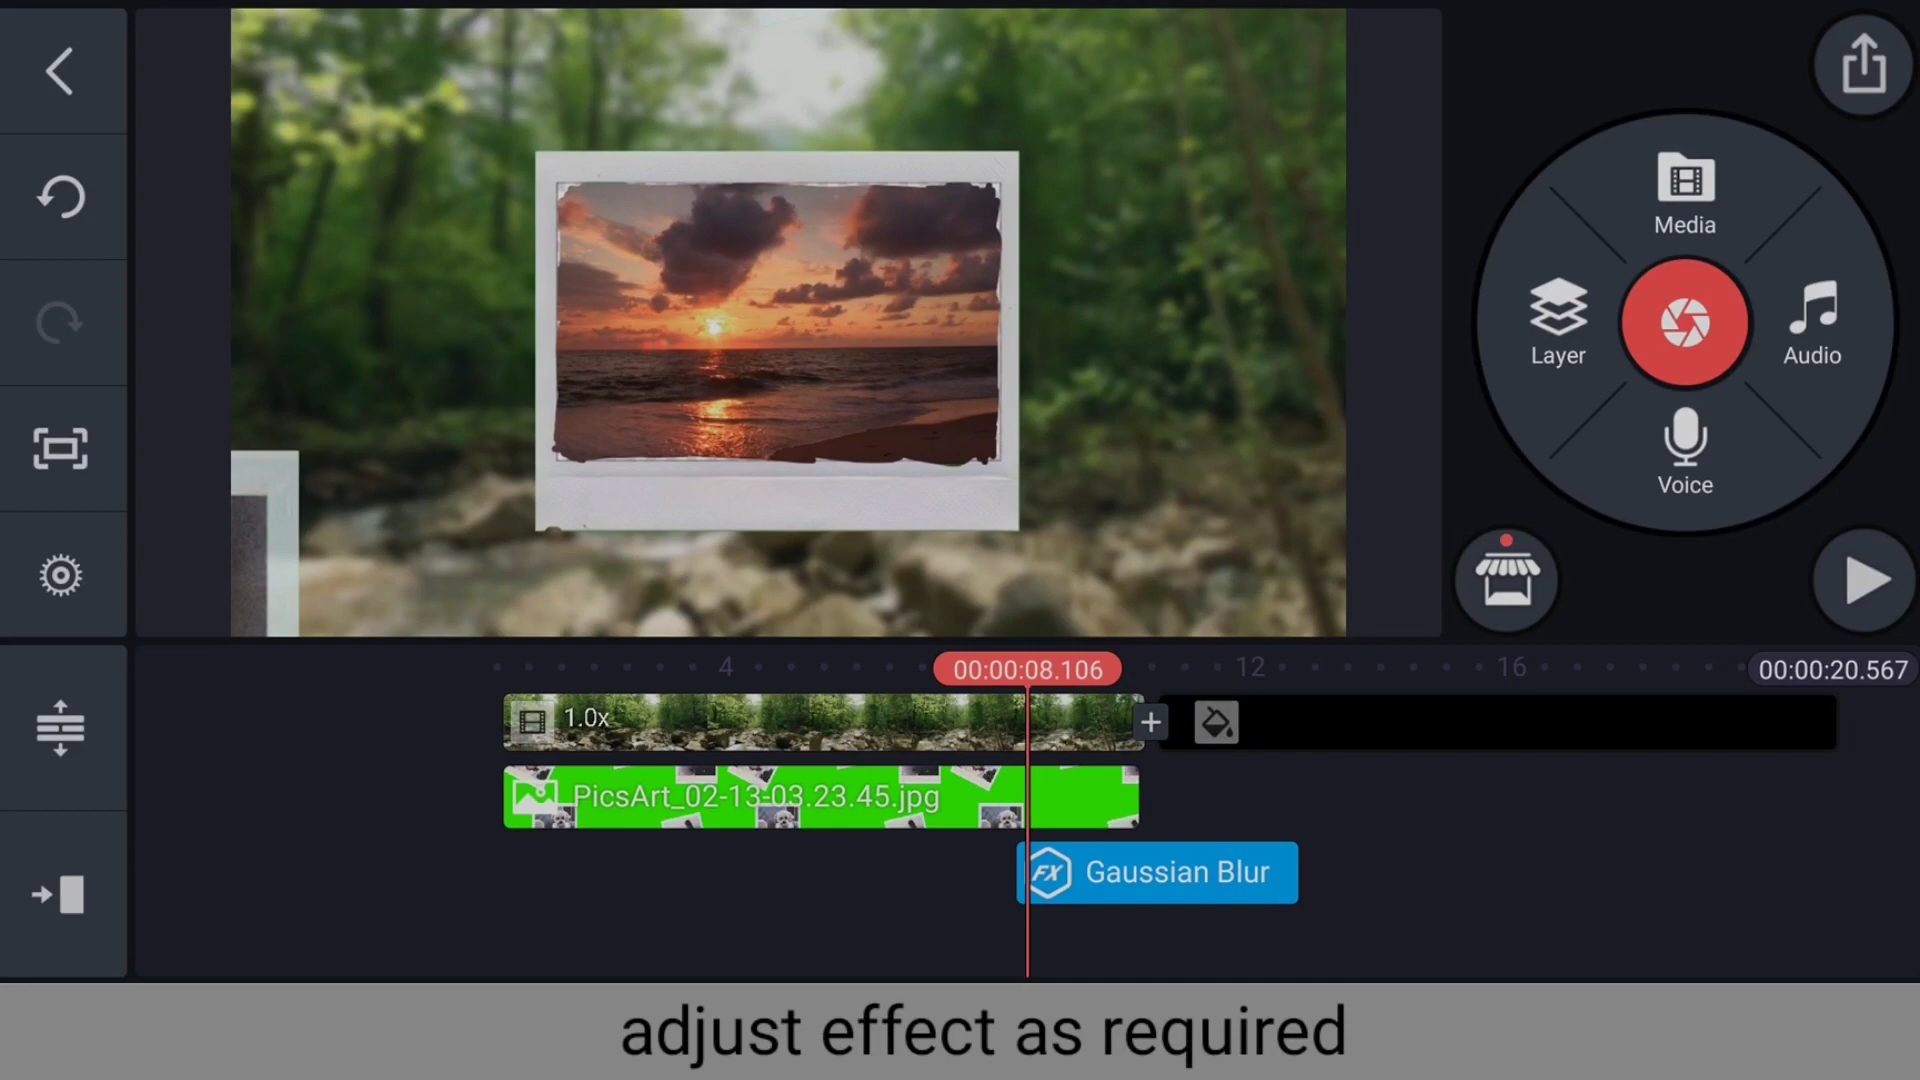 Media
Layer
Audio
Voice
4
00:00:08.106
12
16
00:00:20.567
1.0x
PicsArt_02-13-03.23.45.jpg
FX
Gaussian Blur
adjust effect as required